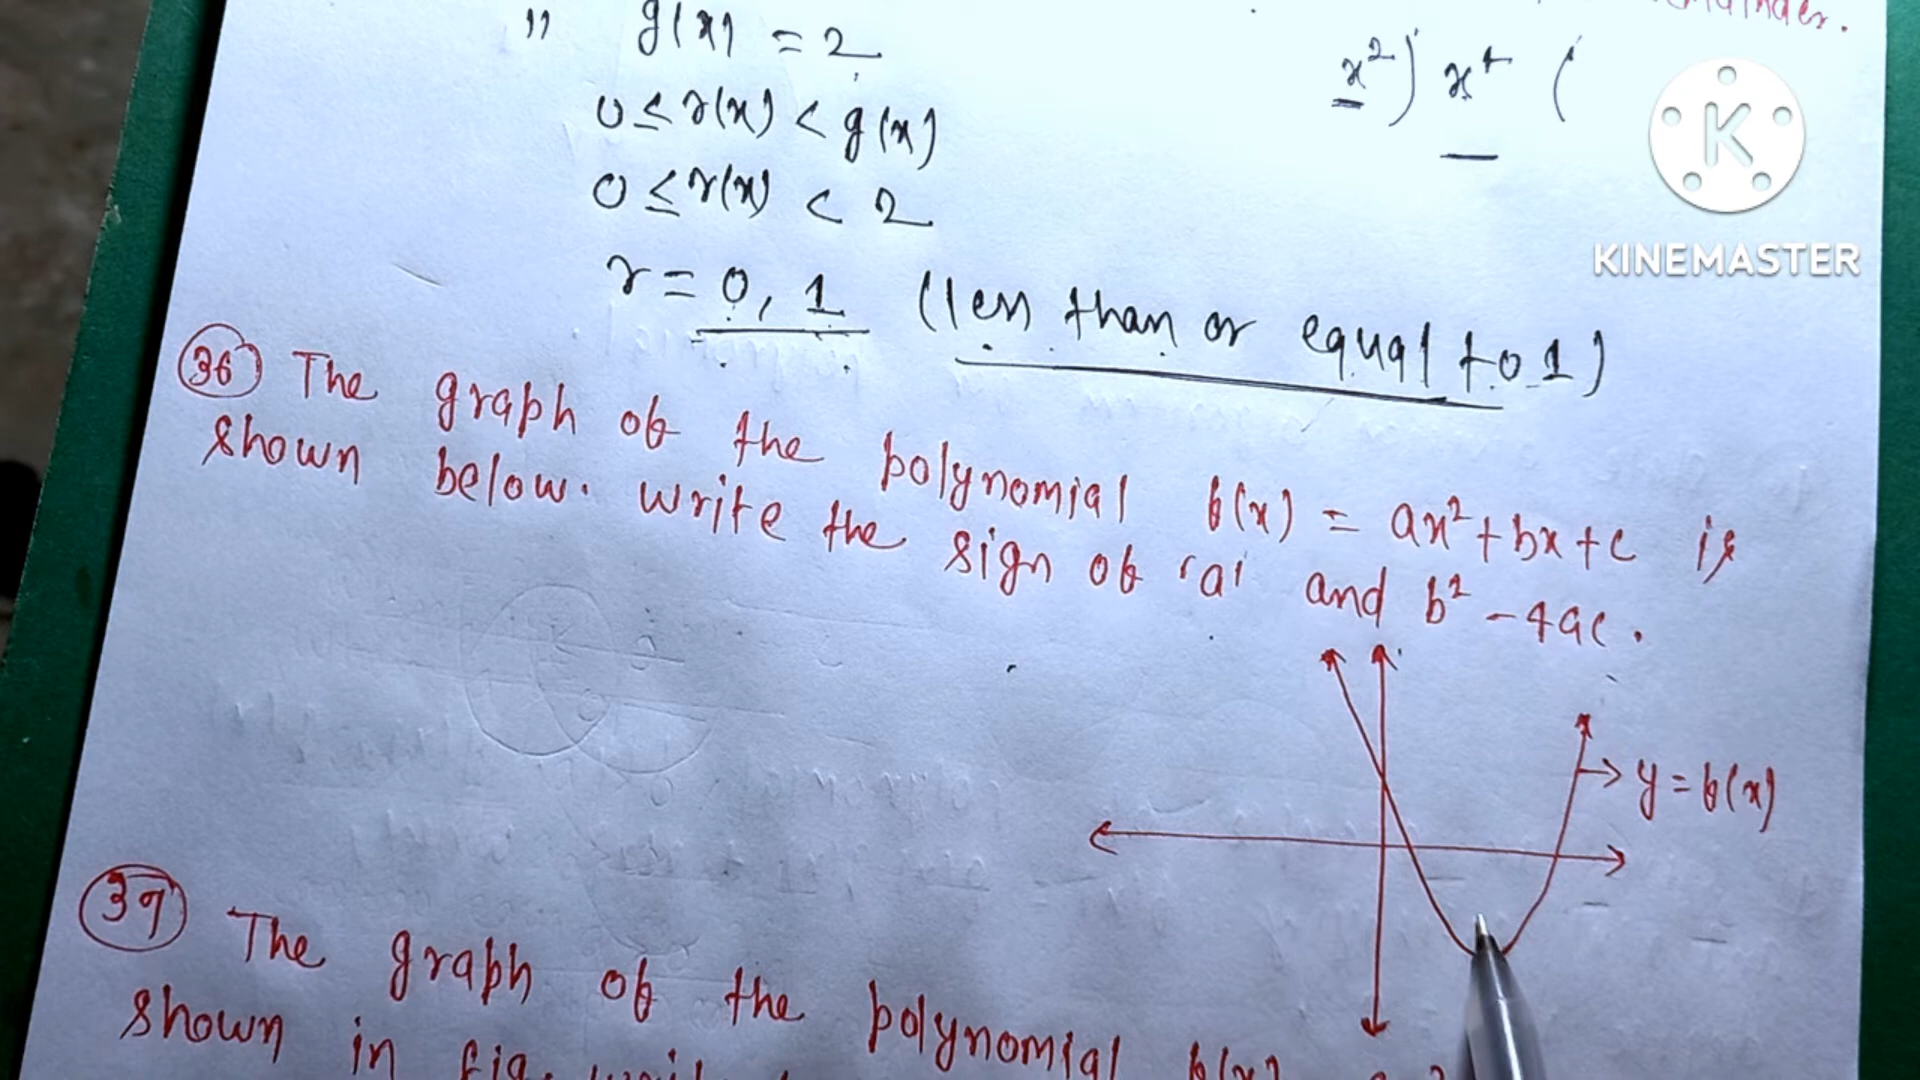 " g(x) = 2
x²) x⁴ (
0 ≤ r(x) < g(x)
0 ≤ r(x) < 2
r = 0, 1 (less than or equal to 1)
KINEMASTER
36 The graph of the polynomial f(x) = ax²+bx+c is
shown below. write the sign of 'a' and b² - 4ac.
y = f(x)
37 The graph of the polynomial
shown in fig.